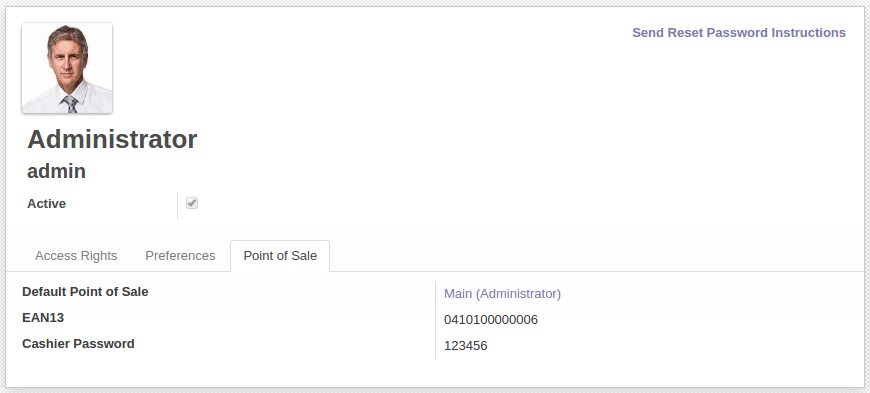 Send Reset Password Instructions
Administrator
admin
Active
Access Rights Preferences Point of Sale
Default Point of Sale Main (Administrator)
EAN13 0410100000006
Cashier Password 123456